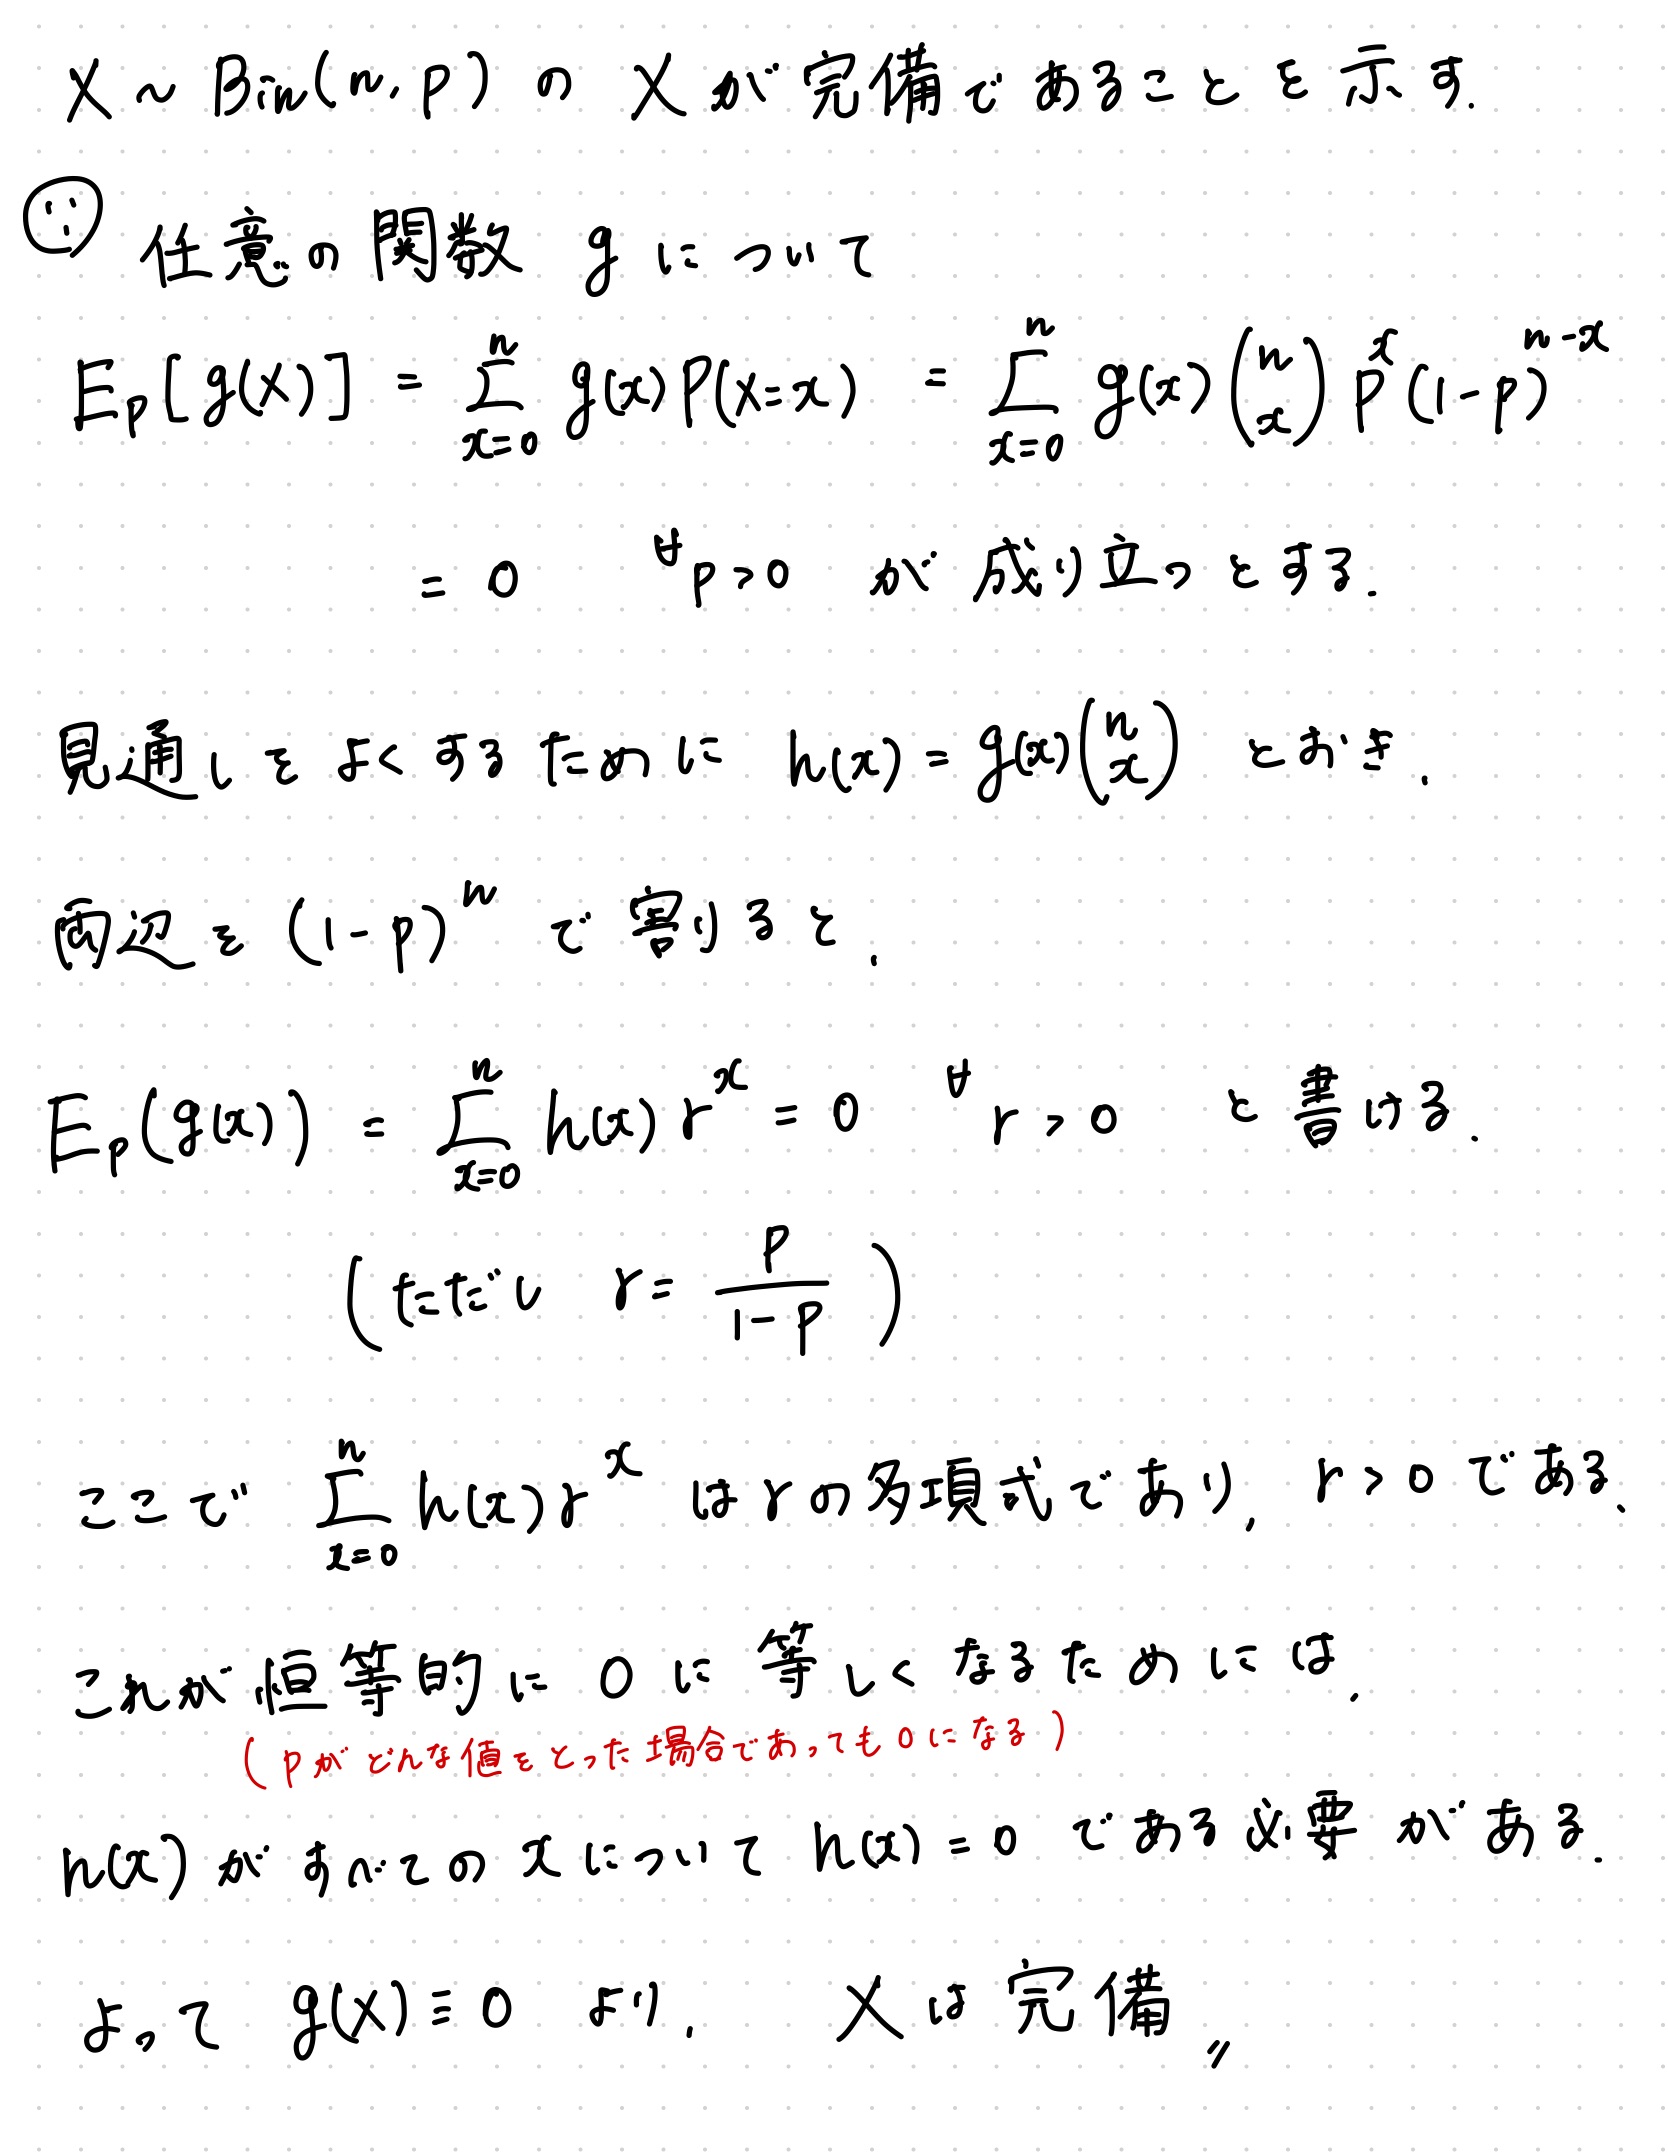 X ~ Bin(n, p) の X が完備であることを示す.
任意の関数 g について
E_p[g(X)] = \sum_{x=0}^{n} g(x) P(X=x) = \sum_{x=0}^{n} g(x) \binom{n}{x} p^x (1-p)^{n-x}
= 0 ∀p>0 が成り立つとする.
見通しをよくするために h(x) = g(x)\binom{n}{x} とおき,
両辺を (1-p)^n で割ると,
E_p(g(x)) = \sum_{x=0}^{n} h(x) r^x = 0 ∀r>0 と書ける.
(ただし r = \frac{p}{1-p})
ここで \sum_{x=0}^{n} h(x) r^x は r の多項式であり, r>0 である、
これが恒等的に 0 に等しくなるためには,
(pがどんな値をとった場合であっても0になる)
h(x) がすべての x について h(x)=0 である必要がある.
よって g(X) ≡ 0 より, X は完備〃